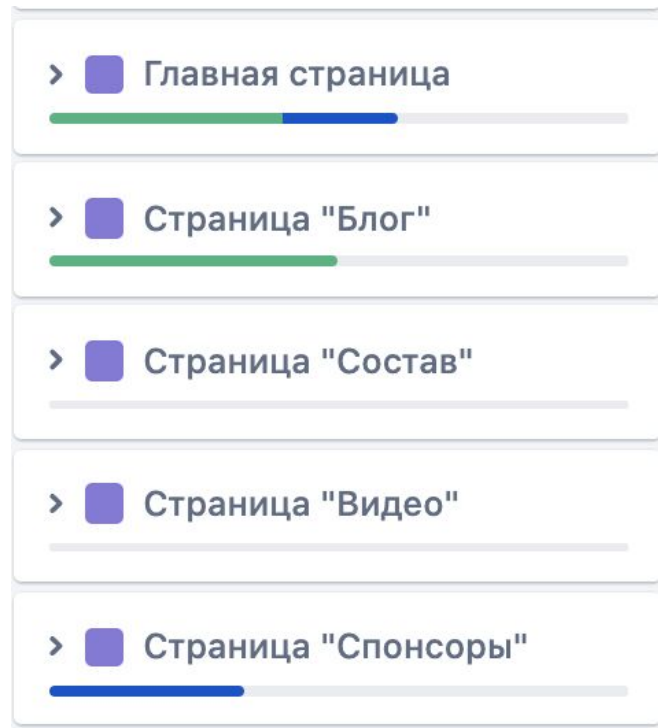 Главная страница
Страница "Блог"
Страница "Состав"
Страница "Видео"
Страница "Спонсоры"